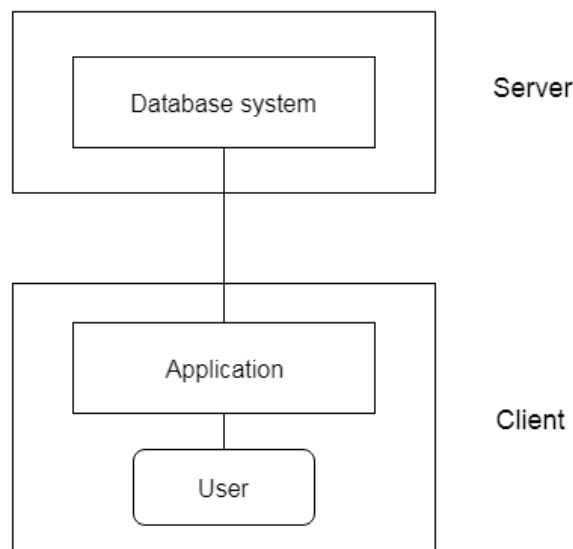 Database system
Server
Application
Client
User